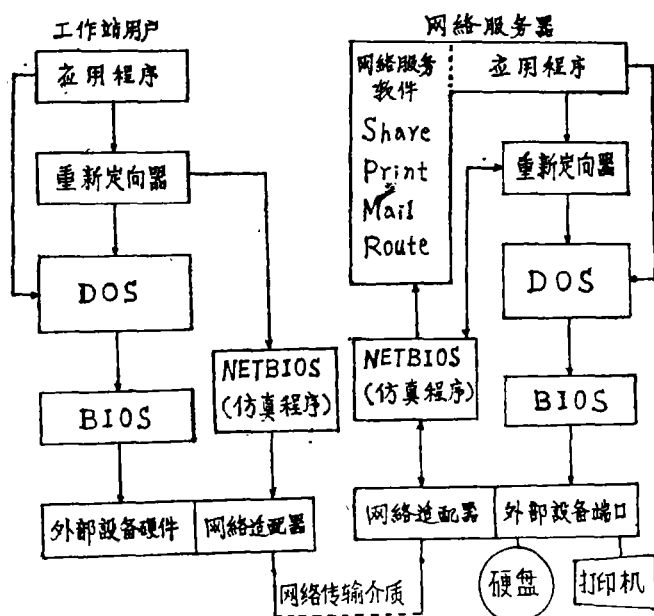 工作站用户
应用程序
重新定向器
DOS
BIOS
NETBIOS
(仿真程序)
外部設备硬件
网络适配器
网络传输介质
网络服务器
网络服务
软件
Share
Print
Mail
Route
应用程序
重新定向器
DOS
NETBIOS
(仿真程序)
BIOS
网络适配器
外部設备端口
硬盘
打印机